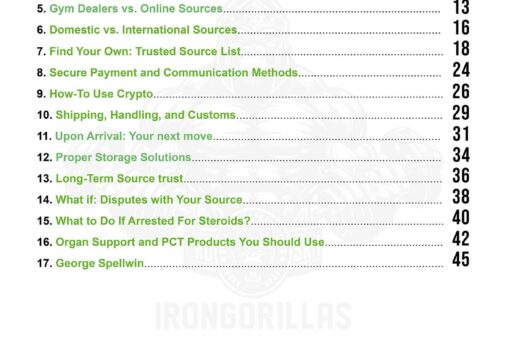 5. Gym Dealers vs. Online Sources.......................................................... 13
6. Domestic vs. International Sources...................................................... 16
7. Find Your Own: Trusted Source List..................................................... 18
8. Secure Payment and Communication Methods...................................... 24
9. How-To Use Crypto.............................................................................. 26
10. Shipping, Handling, and Customs....................................................... 29
11. Upon Arrival: Your next move.............................................................. 31
12. Proper Storage Solutions.................................................................... 34
13. Long-Term Source trust...................................................................... 36
14. What if: Disputes with Your Source..................................................... 38
15. What to Do If Arrested For Steroids?................................................... 40
16. Organ Support and PCT Products You Should Use............................. 42
17. George Spellwin.................................................................................. 45
IRONGORILLAS